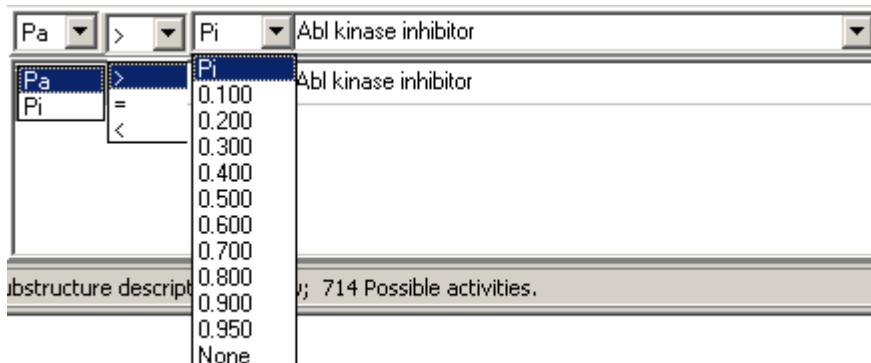 Pa > Pi Abl kinase inhibitor
Pa > Pi Abl kinase inhibitor
Pi = 0.100
< 0.200
0.300
0.400
0.500
0.600
0.700
ubstructure descript 0.800 ; 714 Possible activities.
0.900
0.950
None